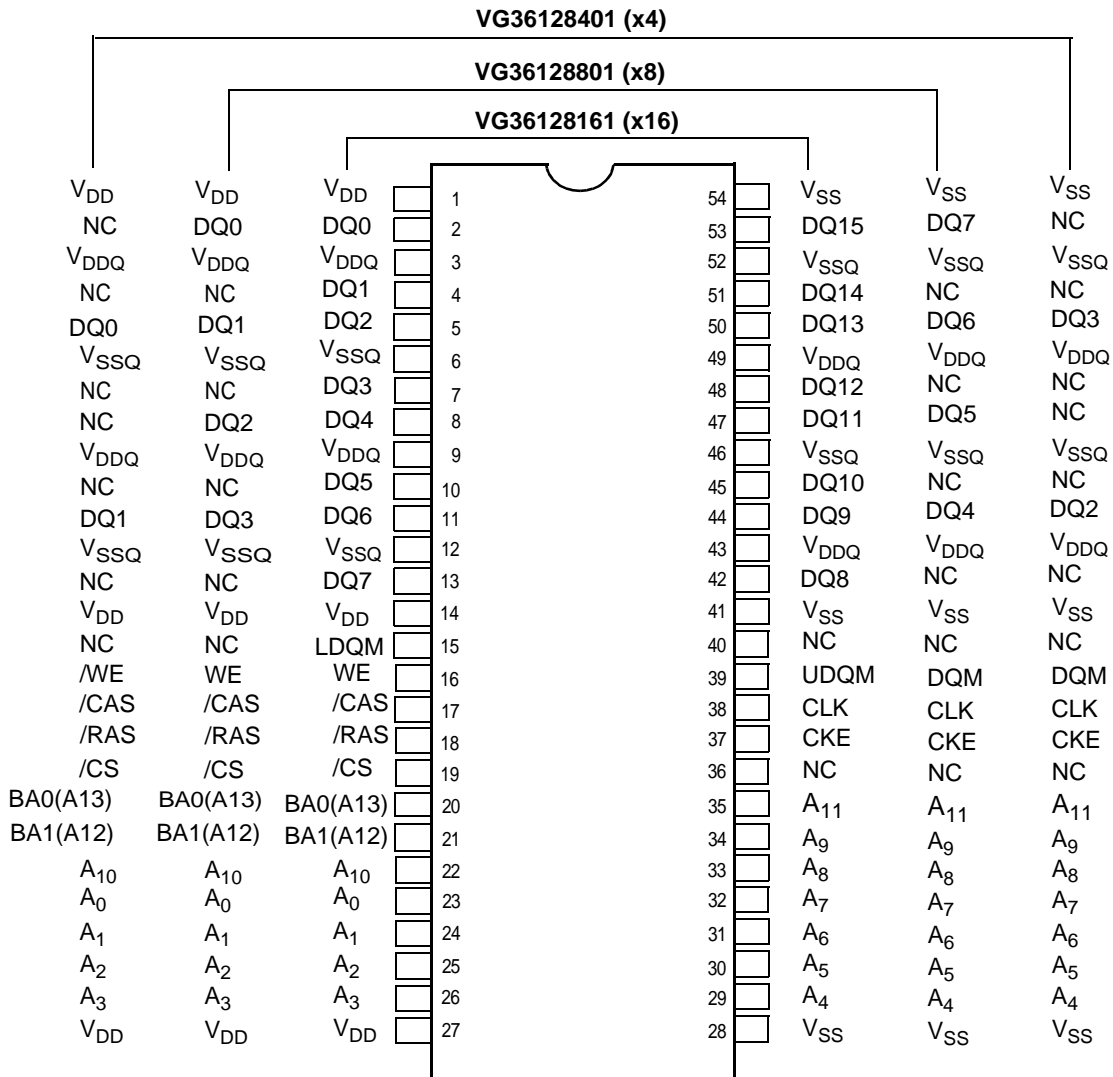 VG36128401 (x4)
VG36128801 (x8)
VG36128161 (x16)
VDD VDD VDD 1 54 VSS VSS VSS
NC DQ0 DQ0 2 53 DQ15 DQ7 NC
VDDQ VDDQ VDDQ 3 52 VSSQ VSSQ VSSQ
NC NC DQ1 4 51 DQ14 NC NC
DQ0 DQ1 DQ2 5 50 DQ13 DQ6 DQ3
VSSQ VSSQ VSSQ 6 49 VDDQ VDDQ VDDQ
NC NC DQ3 7 48 DQ12 NC NC
NC DQ2 DQ4 8 47 DQ11 DQ5 NC
VDDQ VDDQ VDDQ 9 46 VSSQ VSSQ VSSQ
NC NC DQ5 10 45 DQ10 NC NC
DQ1 DQ3 DQ6 11 44 DQ9 DQ4 DQ2
VSSQ VSSQ VSSQ 12 43 VDDQ VDDQ VDDQ
NC NC DQ7 13 42 DQ8 NC NC
VDD VDD VDD 14 41 VSS VSS VSS
NC NC LDQM 15 40 NC NC NC
/WE WE WE 16 39 UDQM DQM DQM
/CAS /CAS /CAS 17 38 CLK CLK CLK
/RAS /RAS /RAS 18 37 CKE CKE CKE
/CS /CS /CS 19 36 NC NC NC
BA0(A13) BA0(A13) BA0(A13) 20 35 A11 A11 A11
BA1(A12) BA1(A12) BA1(A12) 21 34 A9 A9 A9
A10 A10 A10 22 33 A8 A8 A8
A0 A0 A0 23 32 A7 A7 A7
A1 A1 A1 24 31 A6 A6 A6
A2 A2 A2 25 30 A5 A5 A5
A3 A3 A3 26 29 A4 A4 A4
VDD VDD VDD 27 28 VSS VSS VSS